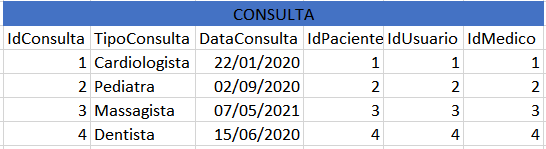 CONSULTA
IdConsulta TipoConsulta DataConsulta IdPaciente IdUsuario IdMedico
1 Cardiologista 22/01/2020 1 1 1
2 Pediatra 02/09/2020 2 2 2
3 Massagista 07/05/2021 3 3 3
4 Dentista 15/06/2020 4 4 4